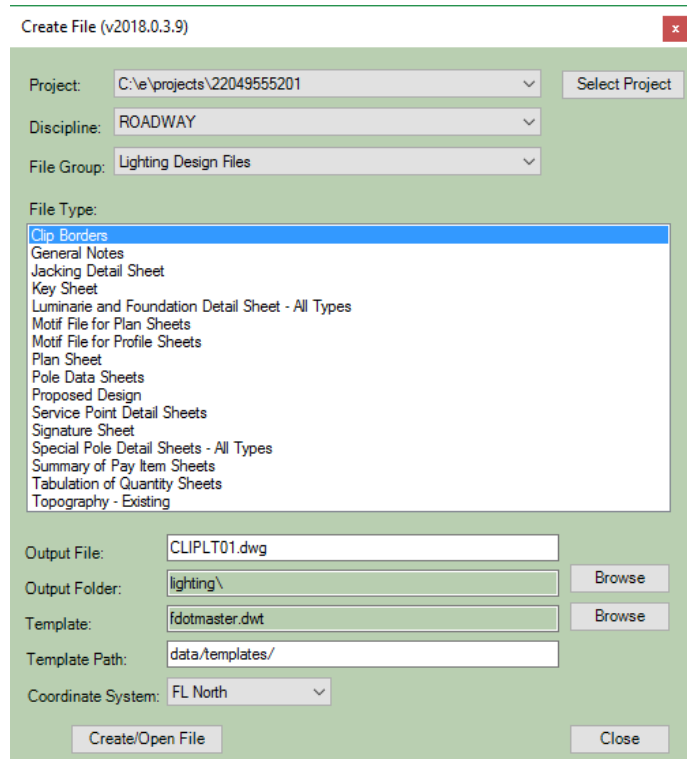 Create File (v2018.0.3.9)
x
Project: C:\e\projects\22049555201 Select Project
Discipline: ROADWAY
File Group: Lighting Design Files
File Type:
Clip Borders
General Notes
Jacking Detail Sheet
Key Sheet
Luminarie and Foundation Detail Sheet - All Types
Motif File for Plan Sheets
Motif File for Profile Sheets
Plan Sheet
Pole Data Sheets
Proposed Design
Service Point Detail Sheets
Signature Sheet
Special Pole Detail Sheets - All Types
Summary of Pay Item Sheets
Tabulation of Quantity Sheets
Topography - Existing
Output File: CLIPLT01.dwg
Output Folder: lighting\ Browse
Template: fdotmaster.dwt Browse
Template Path: data/templates/
Coordinate System: FL North
Create/Open File Close